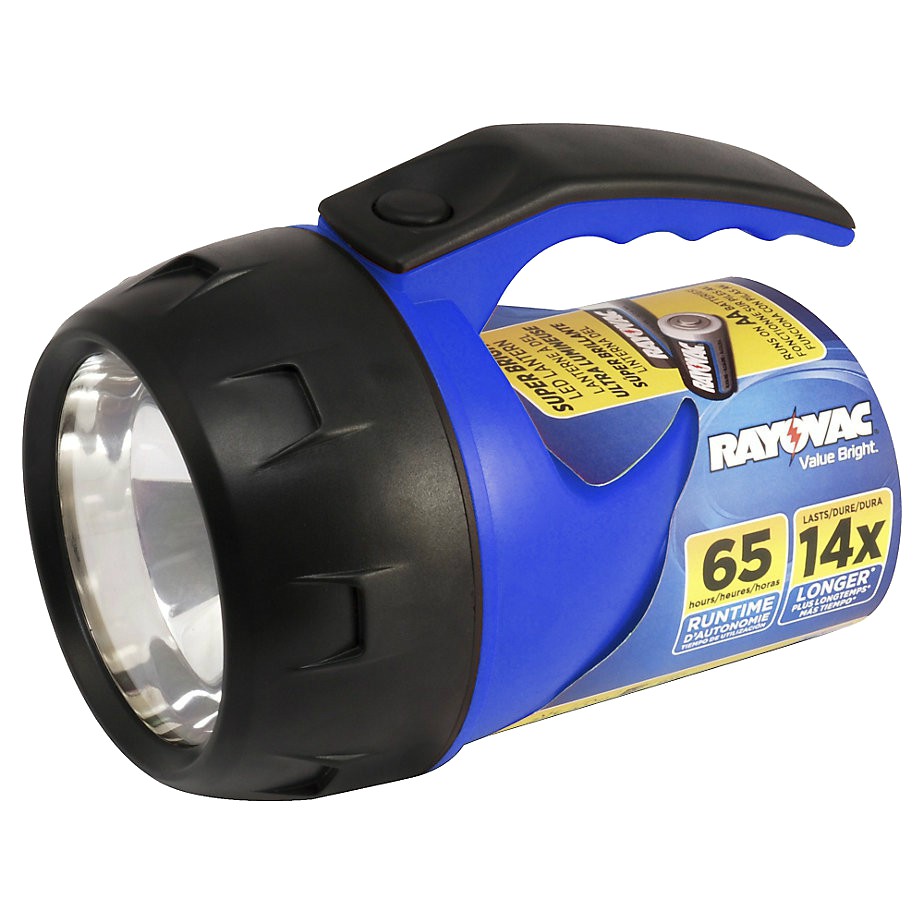 SUPER BRIGHT
LED LANTERN
LANTERNE À DEL
ULTRA LUMINEUSE
SUPER BRILLANTE
LINTERNA LED
RAYOVAC
RAYOVAC
RUNS ON AA BATTERIES
FONCTIONNE SUR PILES AA
FUNCIONA CON PILAS AA
RAYOVAC®
Value Bright™
65
hours/heures/horas
RUNTIME
D'AUTONOMIE
TIEMPO DE UTILIZACIÓN
LASTS/DURE/DURA
14x
LONGER*
PLUS LONGTEMPS*
MÁS TIEMPO*